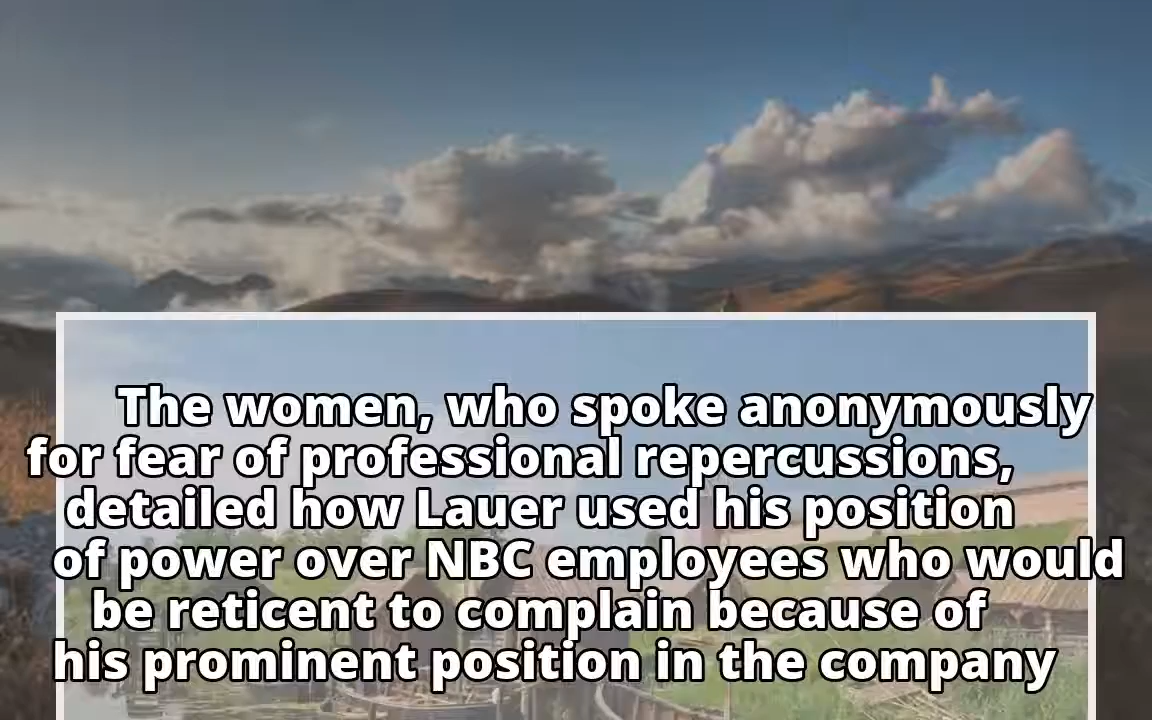 The women, who spoke anonymously
for fear of professional repercussions,
detailed how Lauer used his position
of power over NBC employees who would
be reticent to complain because of
his prominent position in the company